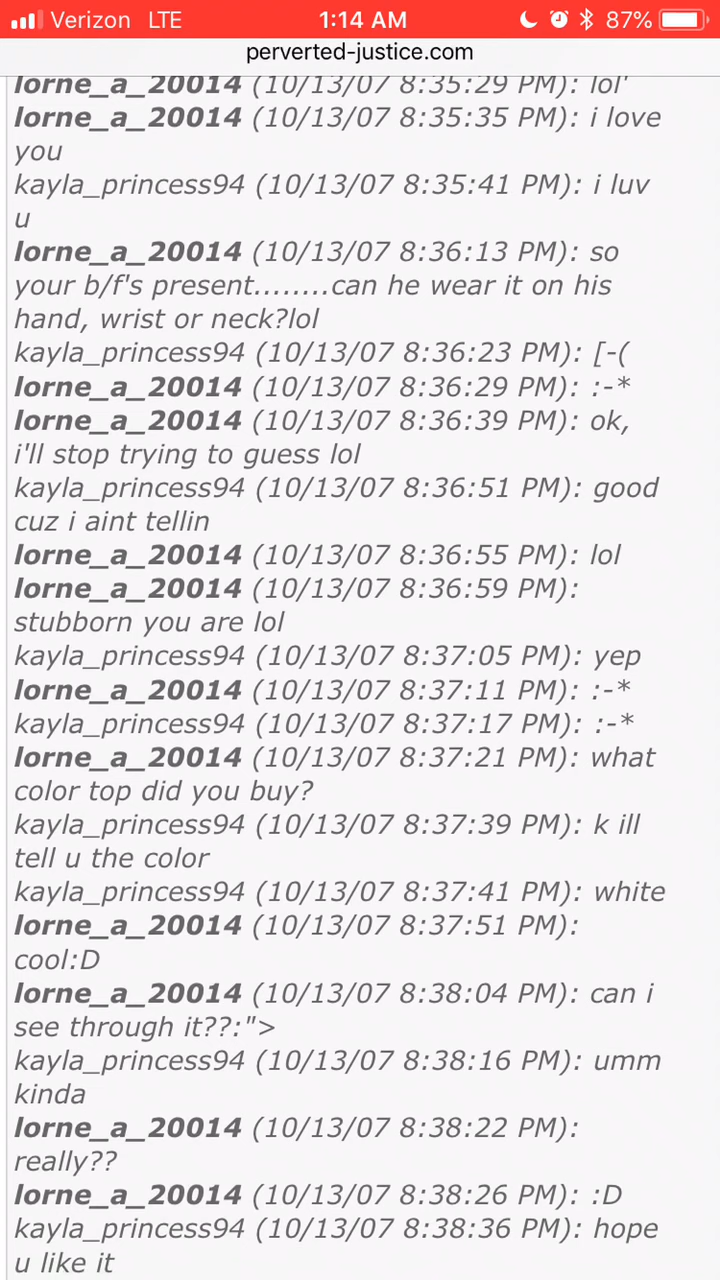 Verizon LTE 1:14 AM 87%
perverted-justice.com
lorne_a_20014 (10/13/07 8:35:29 PM): lol'
lorne_a_20014 (10/13/07 8:35:35 PM): i love
you
kayla_princess94 (10/13/07 8:35:41 PM): i luv
u
lorne_a_20014 (10/13/07 8:36:13 PM): so
your b/f's present........can he wear it on his
hand, wrist or neck?lol
kayla_princess94 (10/13/07 8:36:23 PM): [-(
lorne_a_20014 (10/13/07 8:36:29 PM): :-*
lorne_a_20014 (10/13/07 8:36:39 PM): ok,
i'll stop trying to guess lol
kayla_princess94 (10/13/07 8:36:51 PM): good
cuz i aint tellin
lorne_a_20014 (10/13/07 8:36:55 PM): lol
lorne_a_20014 (10/13/07 8:36:59 PM):
stubborn you are lol
kayla_princess94 (10/13/07 8:37:05 PM): yep
lorne_a_20014 (10/13/07 8:37:11 PM): :-*
kayla_princess94 (10/13/07 8:37:17 PM): :-*
lorne_a_20014 (10/13/07 8:37:21 PM): what
color top did you buy?
kayla_princess94 (10/13/07 8:37:39 PM): k ill
tell u the color
kayla_princess94 (10/13/07 8:37:41 PM): white
lorne_a_20014 (10/13/07 8:37:51 PM):
cool:D
lorne_a_20014 (10/13/07 8:38:04 PM): can i
see through it??:">
kayla_princess94 (10/13/07 8:38:16 PM): umm
kinda
lorne_a_20014 (10/13/07 8:38:22 PM):
really??
lorne_a_20014 (10/13/07 8:38:26 PM): :D
kayla_princess94 (10/13/07 8:38:36 PM): hope
u like it